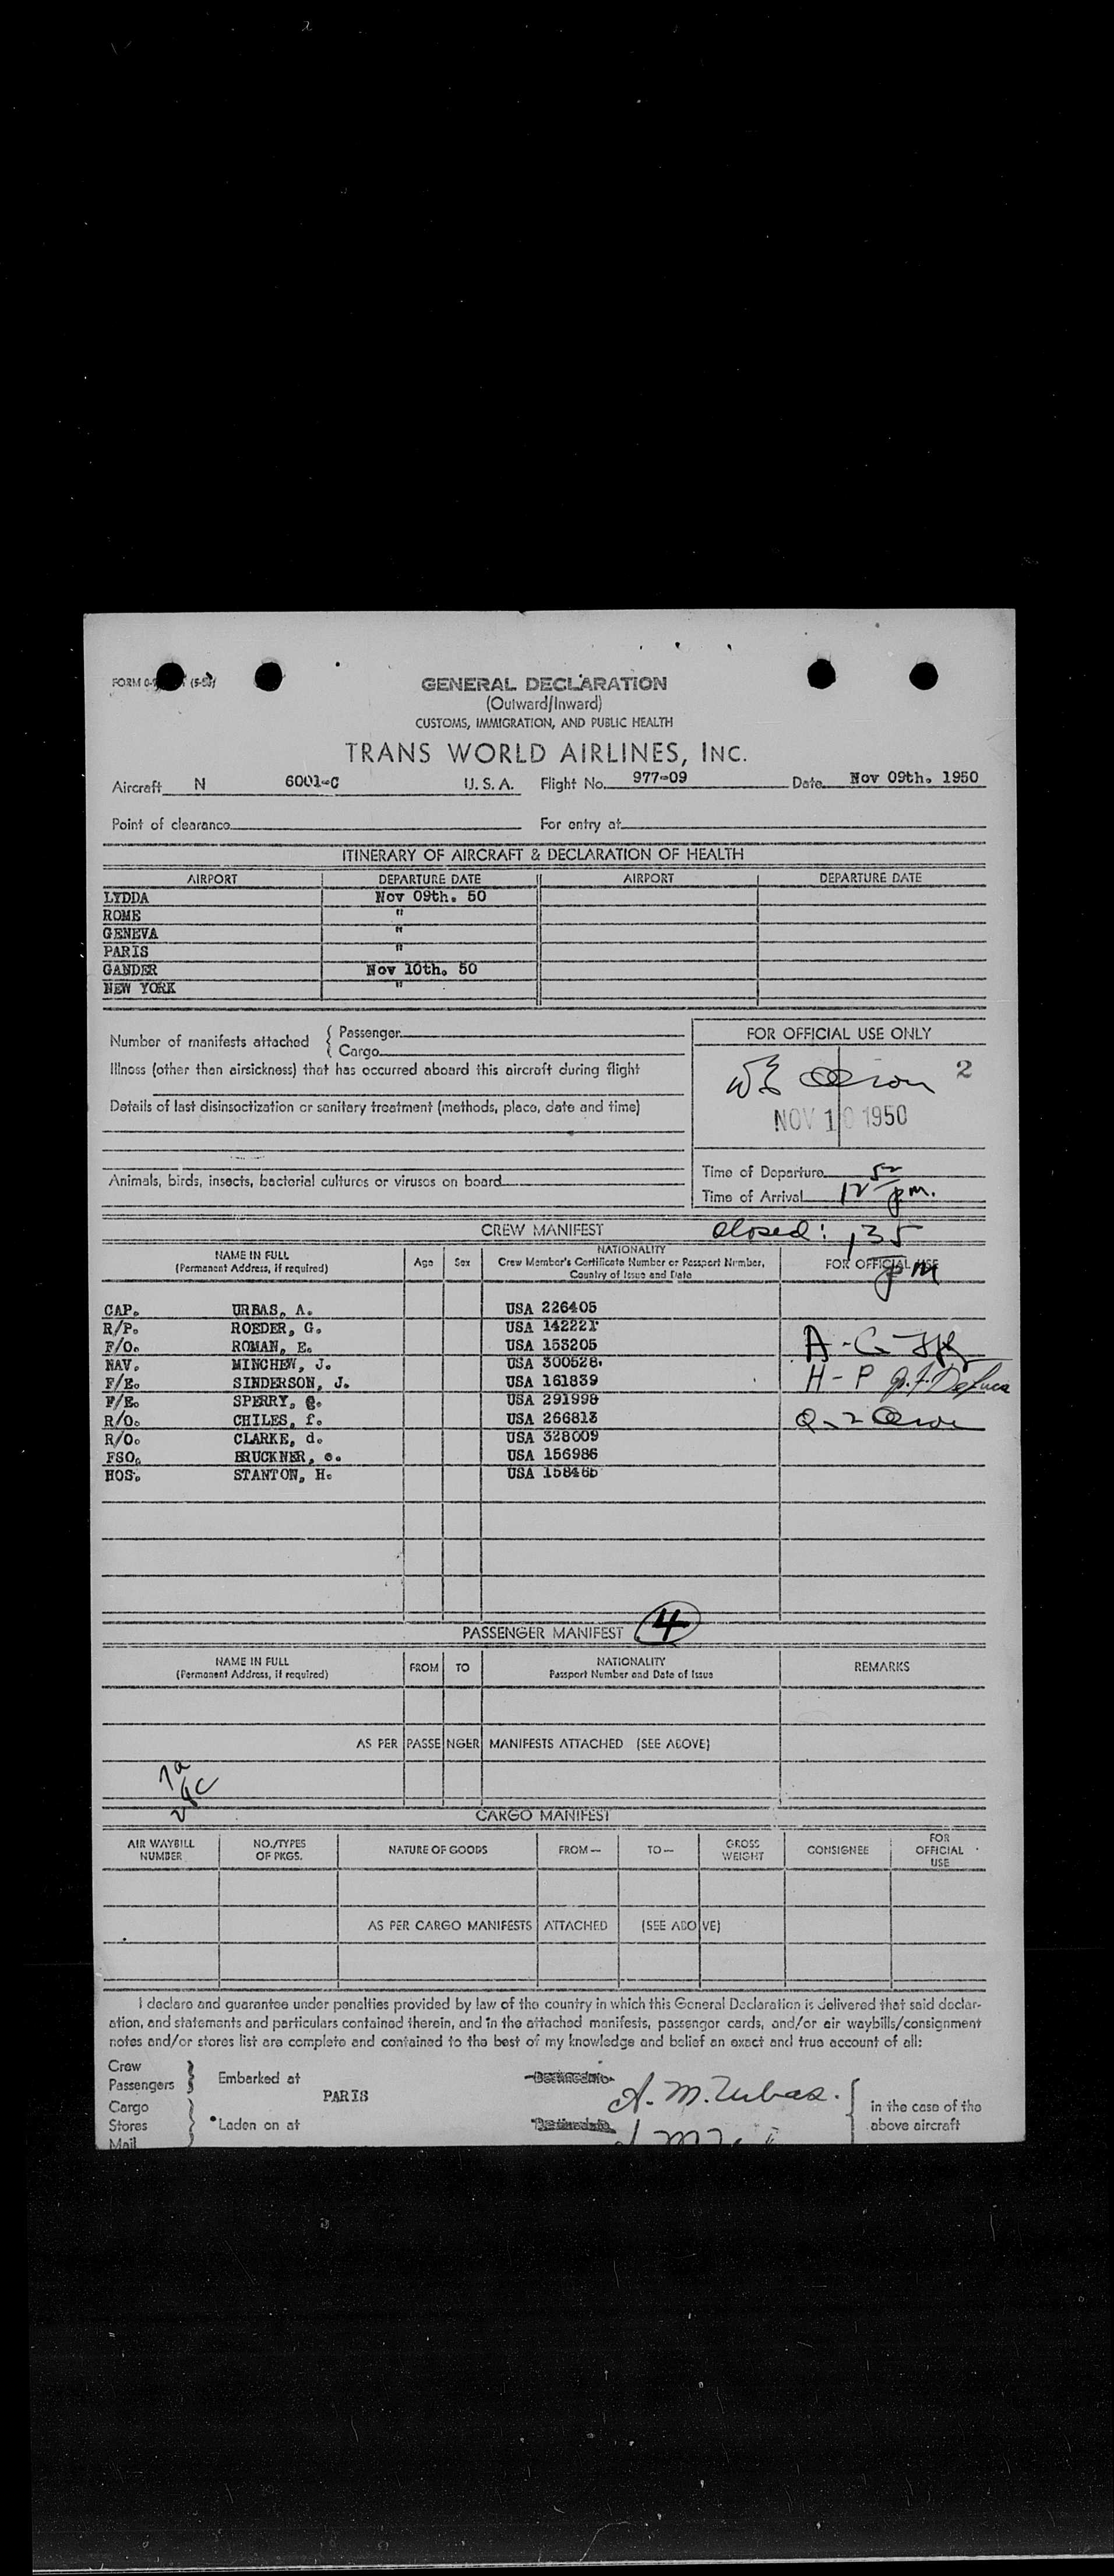 GENERAL DECLARATION
(Outward/Inward)
CUSTOMS, IMMIGRATION, AND PUBLIC HEALTH
TRANS WORLD AIRLINES, INC.
Aircraft N 6001-C U. S. A. Flight No. 977-09 Date Nov 09th. 1950
Point of clearance For entry at
ITINERARY OF AIRCRAFT & DECLARATION OF HEALTH
AIRPORT DEPARTURE DATE AIRPORT DEPARTURE DATE
LYDDA Nov 09th. 50
ROME "
GENEVA "
PARIS "
GANDER Nov 10th. 50
NEW YORK "
Number of manifests attached { Passenger
{ Cargo
Illness (other than airsickness) that has occurred aboard this aircraft during flight
Details of last disinsectization or sanitary treatment (methods, place, date and time)
Animals, birds, insects, bacterial cultures or viruses on board
FOR OFFICIAL USE ONLY
2
NOV 10 1950
Time of Departure
Time of Arrival 12 52 p.m.
closed: 1,35 pm
CREW MANIFEST
NAME IN FULL
(Permanent Address, if required) Age Sex NATIONALITY
Crew Member's Certificate Number or Passport Number,
Country of Issue and Date FOR OFFICIAL USE
CAP. URBAS, A. USA 226405
R/P. ROEDER, G. USA 142221
F/O. ROMAN, E. USA 153205
NAV. MINCHEW, J. USA 300528
F/E. SINDERSON, J. USA 161839
F/E. SPERRY, USA 291998
R/O. CHILES, f. USA 266813
R/O. CLARKE, d. USA 328009
FSO. BRUCKNER, e. USA 156986
HOS. STANTON, H. USA 158465
A - G
H - P
Q - Z
PASSENGER MANIFEST 4
NAME IN FULL
(Permanent Address, if required) FROM TO NATIONALITY
Passport Number and Date of Issue REMARKS
AS PER PASSENGER MANIFESTS ATTACHED (SEE ABOVE)
CARGO MANIFEST
AIR WAYBILL
NUMBER NO./TYPES
OF PKGS. NATURE OF GOODS FROM — TO — GROSS
WEIGHT CONSIGNEE FOR
OFFICIAL
USE
AS PER CARGO MANIFESTS ATTACHED (SEE ABOVE)
I declare and guarantee under penalties provided by law of the country in which this General Declaration is delivered that said declar-
ation, and statements and particulars contained therein, and in the attached manifests, passenger cards, and/or air waybills/consignment
notes and/or stores list are complete and contained to the best of my knowledge and belief an exact and true account of all:
Crew
Passengers } Embarked at
PARIS
A. M. Urbas.
Cargo
Stores
Mail } *Laden on at
in the case of the
above aircraft